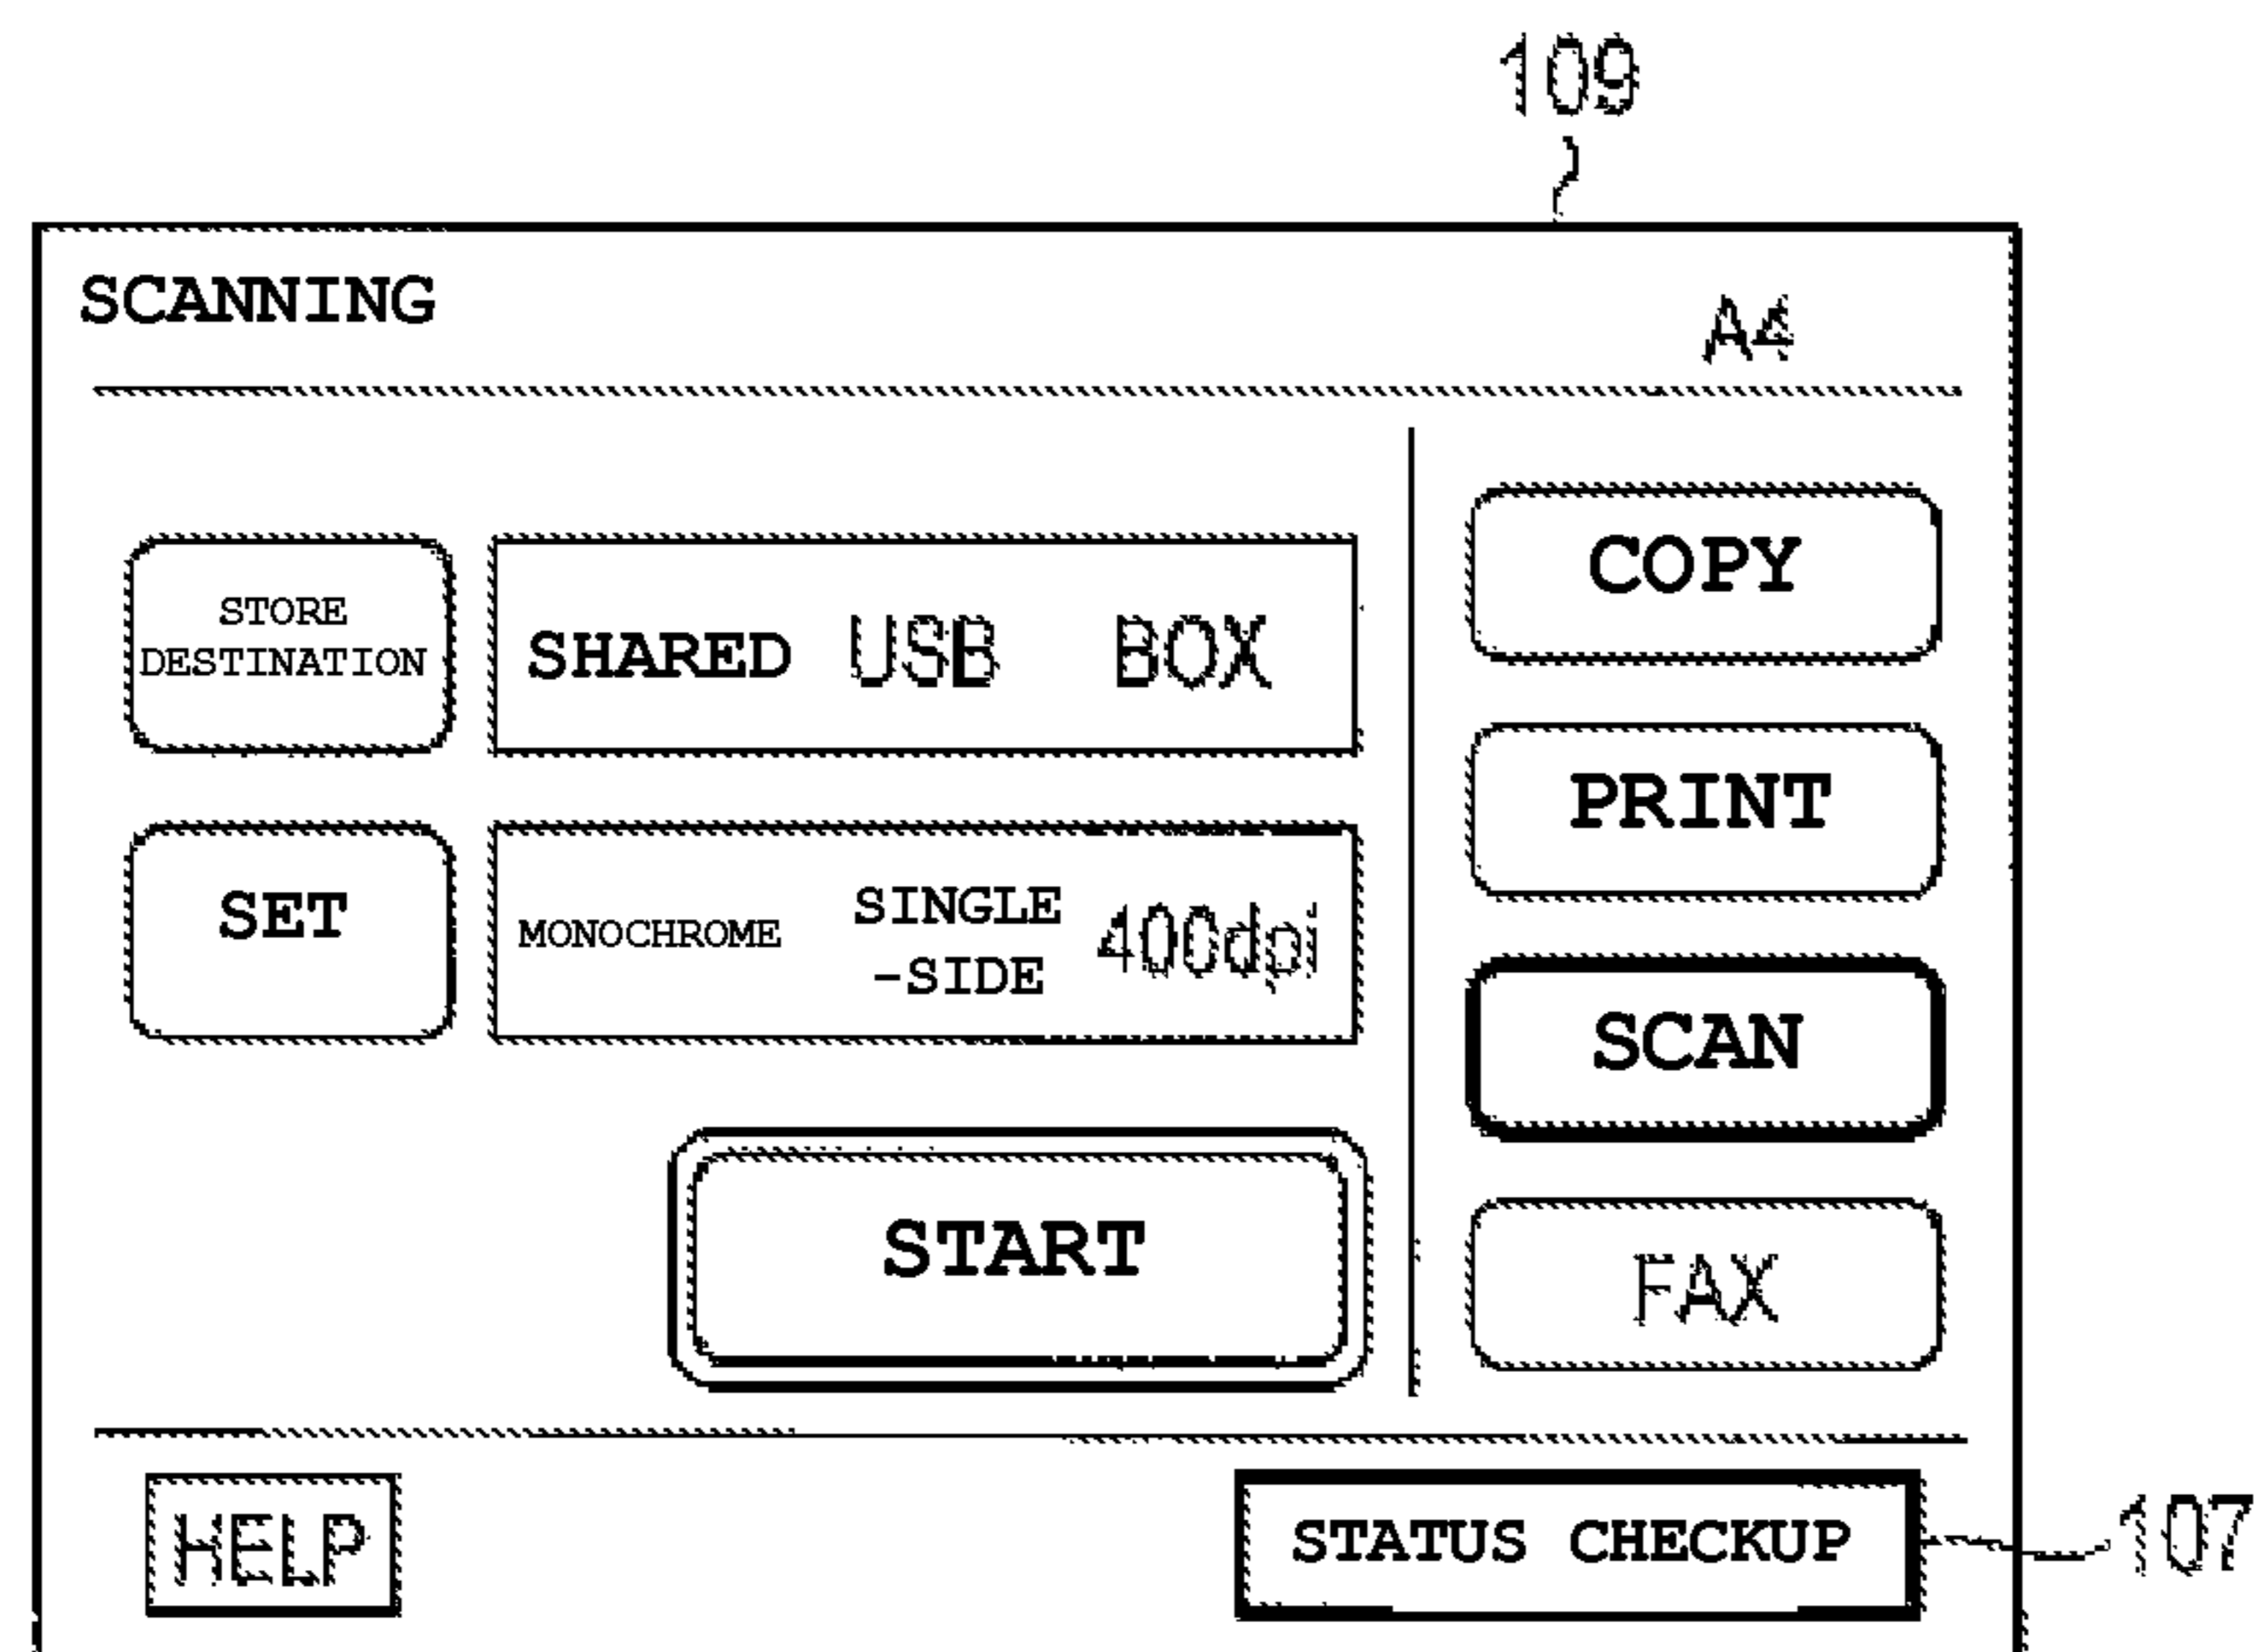 109
SCANNING
A4
STORE
DESTINATION
SHARED USB BOX
SET
MONOCHROME
SINGLE
-SIDE
400dpi
START
COPY
PRINT
SCAN
FAX
HELP
STATUS CHECKUP
107